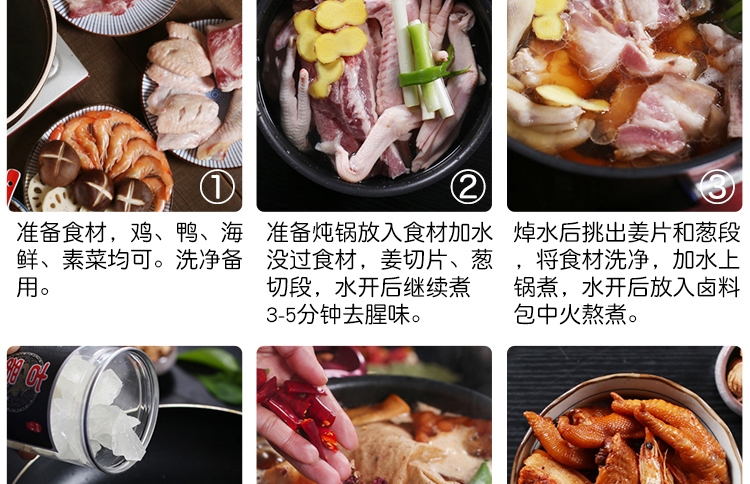 ①
②
③
准备食材，鸡、鸭、海
鲜、素菜均可。洗净备
用。
准备炖锅放入食材加水
没过食材，姜切片、葱
切段，水开后继续煮
3-5分钟去腥味。
焯水后挑出姜片和葱段
，将食材洗净，加水上
锅煮，水开后放入卤料
包中火熬煮。